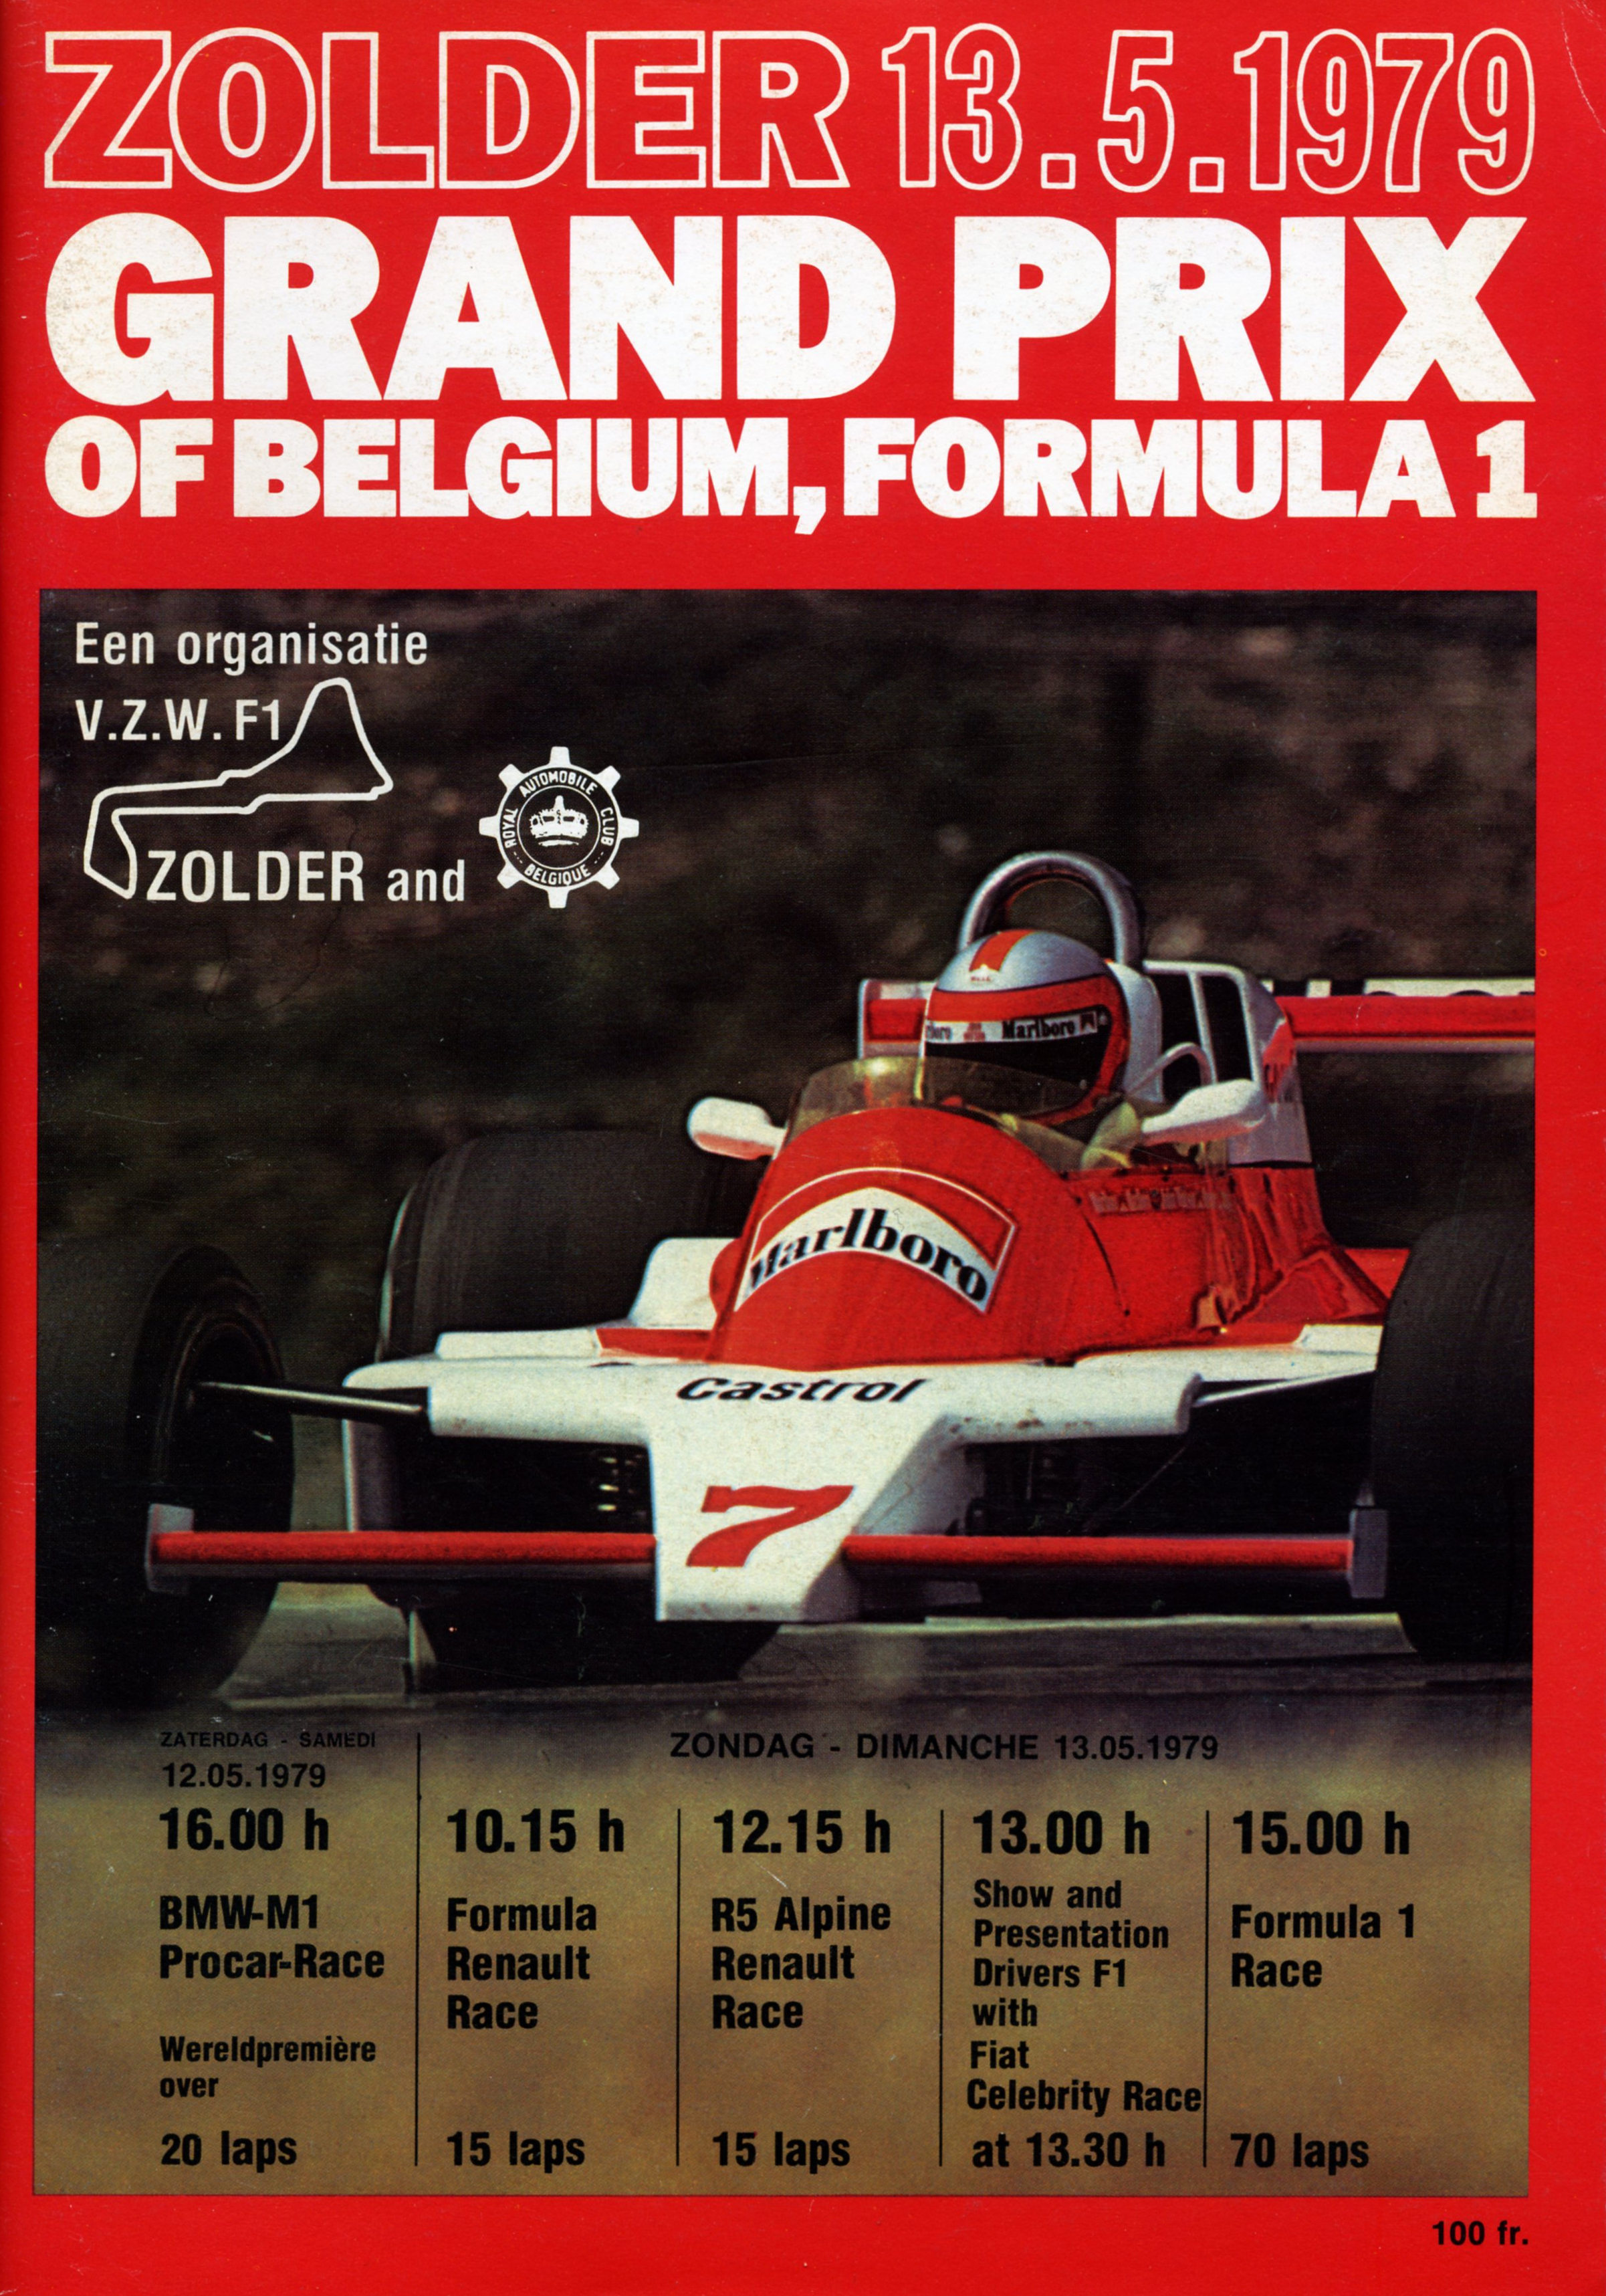 ZOLDER 13.5.1979
GRAND PRIX
OF BELGIUM, FORMULA 1
Een organisatie
V.Z.W. F1
ZOLDER and
ROYAL AUTOMOBILE CLUB
BELGIQUE
Marlboro
Marlboro
Castrol
7
ZATERDAG - SAMEDI
12.05.1979
16.00 h
BMW-M1
Procar-Race
Wereldpremière
over
20 laps
ZONDAG - DIMANCHE 13.05.1979
10.15 h
Formula
Renault
Race
15 laps
12.15 h
R5 Alpine
Renault
Race
15 laps
13.00 h
Show and
Presentation
Drivers F1
with
Fiat
Celebrity Race
at 13.30 h
15.00 h
Formula 1
Race
70 laps
100 fr.